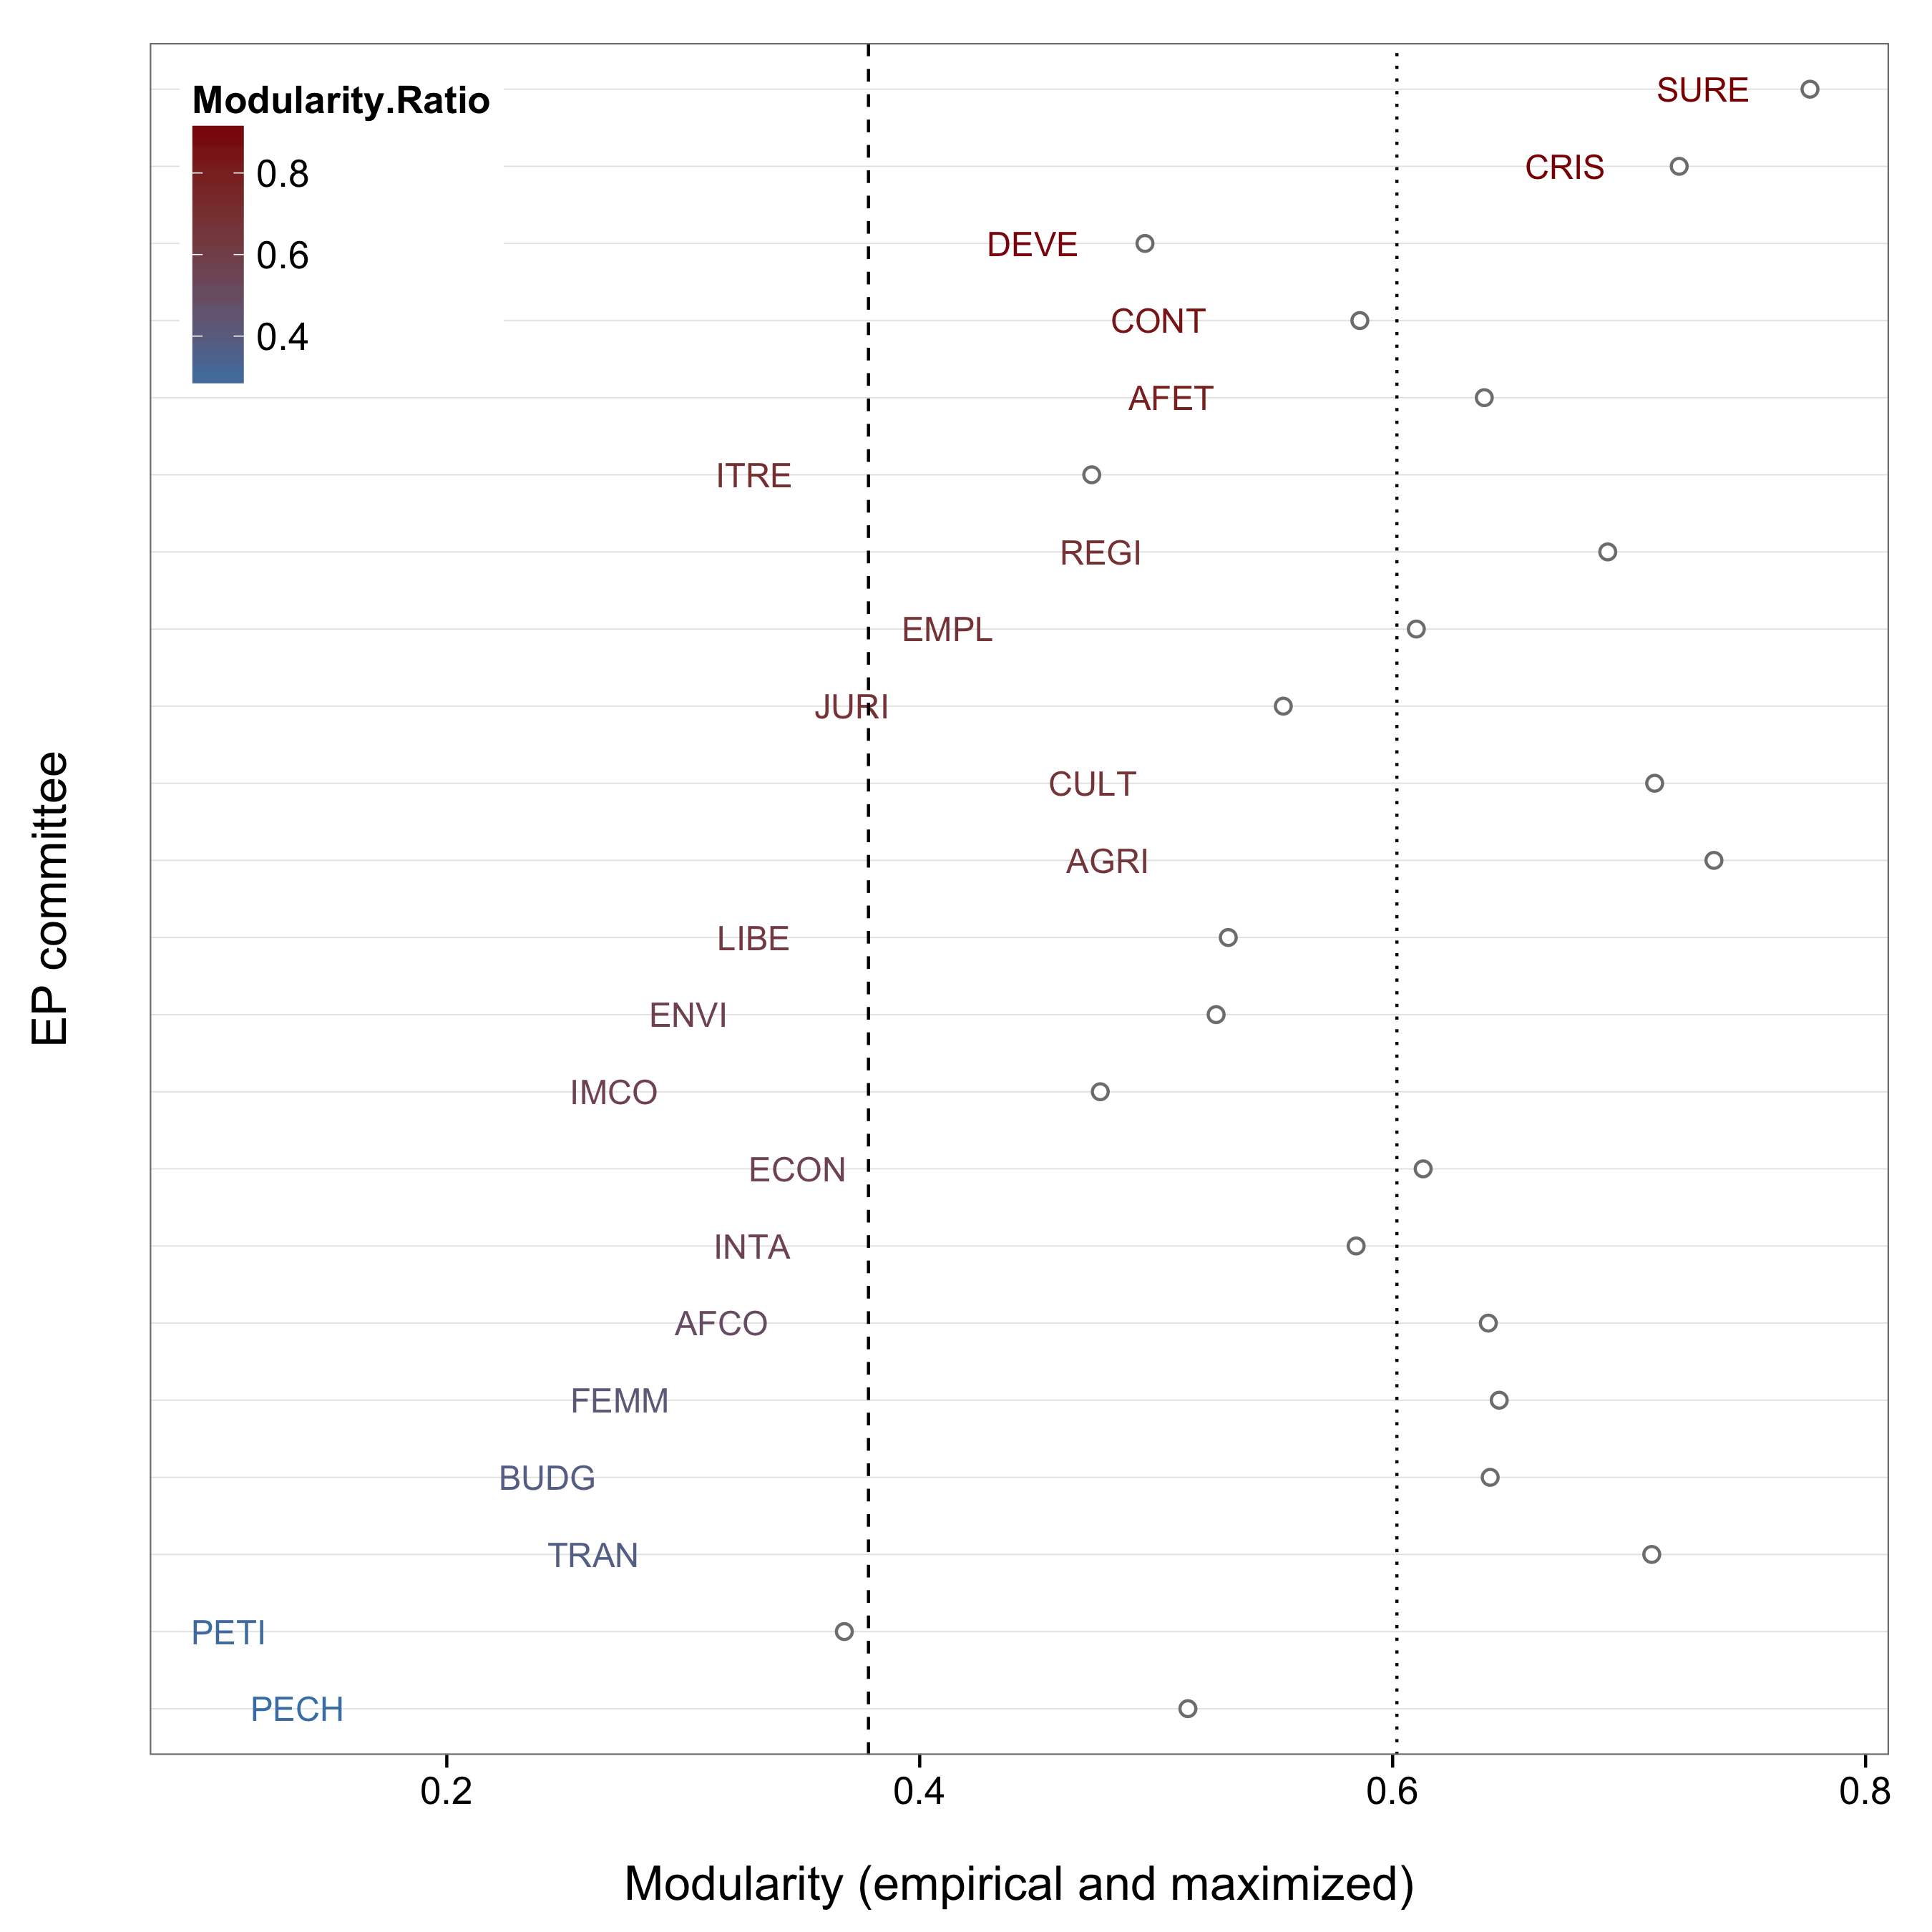 Modularity.Ratio
0.8
0.6
0.4
SURE
CRIS
DEVE
CONT
AFET
ITRE
REGI
EMPL
JURI
CULT
AGRI
LIBE
ENVI
IMCO
ECON
INTA
AFCO
FEMM
BUDG
TRAN
PETI
PECH
EP committee
0.2 0.4 0.6 0.8
Modularity (empirical and maximized)